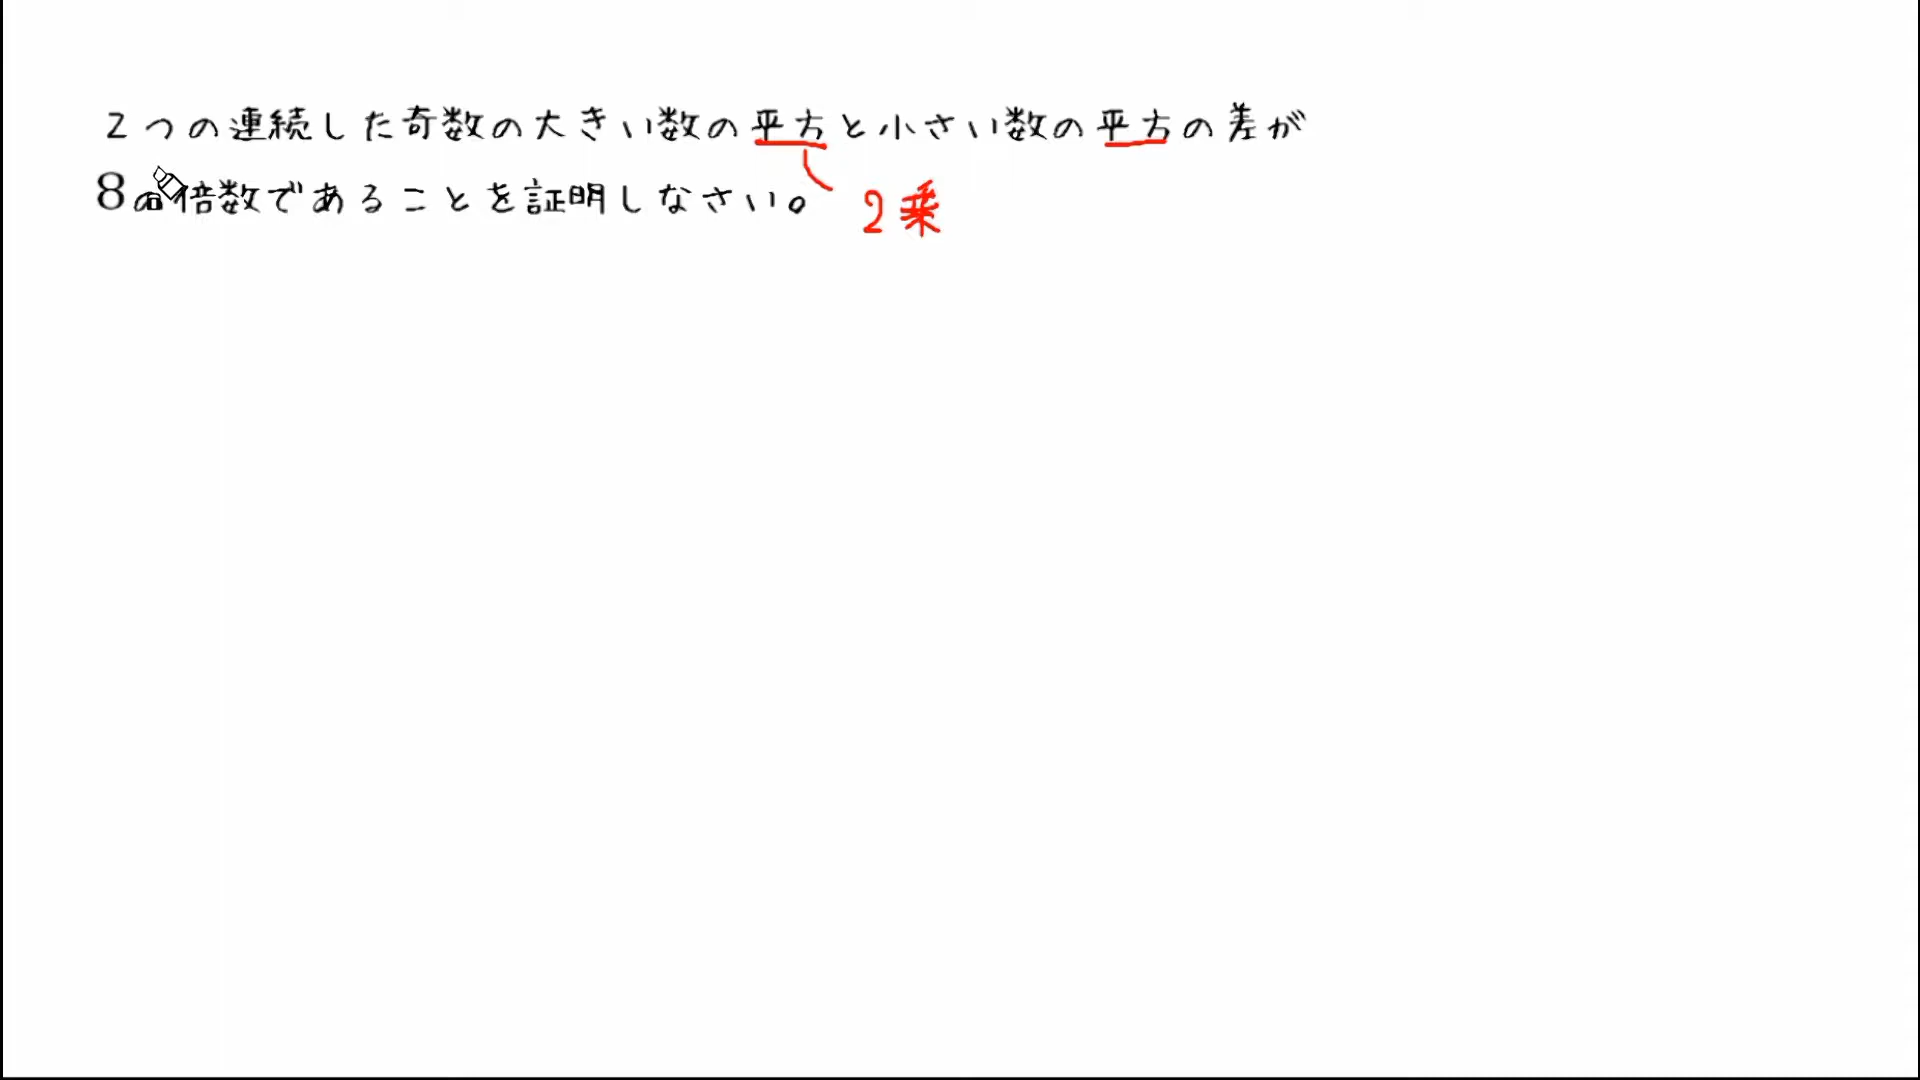 2つの連続した奇数の大きい数の平方と小さい数の平方の差が
8の倍数であることを証明しなさい。
2乗